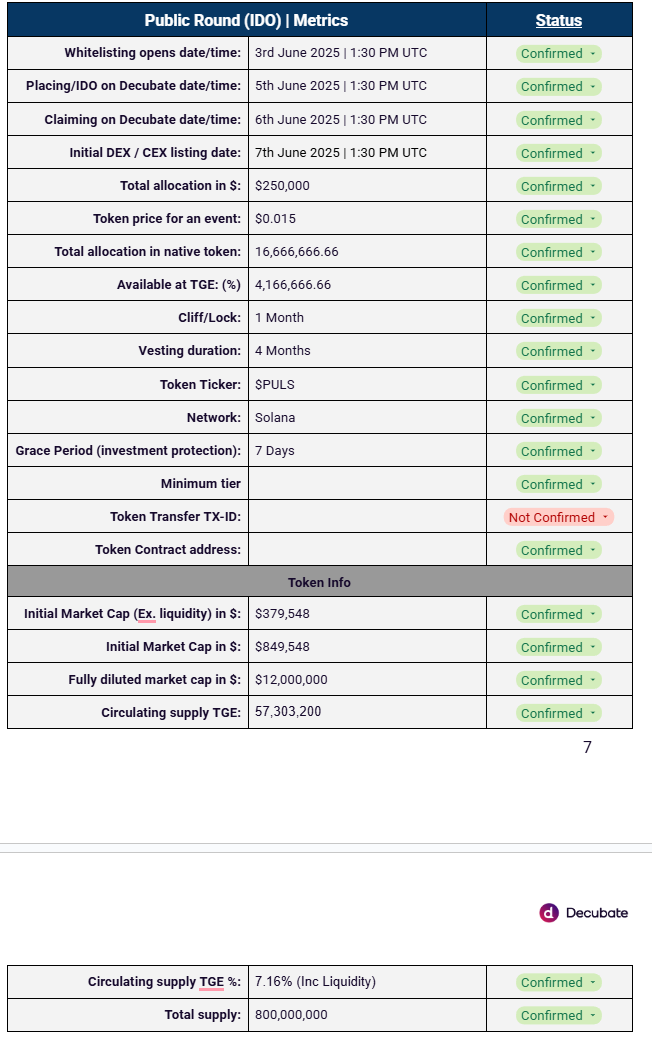 Public Round (IDO) | Metrics Status
Whitelisting opens date/time: 3rd June 2025 | 1:30 PM UTC Confirmed
Placing/IDO on Decubate date/time: 5th June 2025 | 1:30 PM UTC Confirmed
Claiming on Decubate date/time: 6th June 2025 | 1:30 PM UTC Confirmed
Initial DEX / CEX listing date: 7th June 2025 | 1:30 PM UTC Confirmed
Total allocation in $: $250,000 Confirmed
Token price for an event: $0.015 Confirmed
Total allocation in native token: 16,666,666.66 Confirmed
Available at TGE: (%) 4,166,666.66 Confirmed
Cliff/Lock: 1 Month Confirmed
Vesting duration: 4 Months Confirmed
Token Ticker: $PULS Confirmed
Network: Solana Confirmed
Grace Period (investment protection): 7 Days Confirmed
Minimum tier Confirmed
Token Transfer TX-ID: Not Confirmed
Token Contract address: Confirmed
Token Info
Initial Market Cap (Ex. liquidity) in $: $379,548 Confirmed
Initial Market Cap in $: $849,548 Confirmed
Fully diluted market cap in $: $12,000,000 Confirmed
Circulating supply TGE: 57,303,200 Confirmed
7
Decubate
Circulating supply TGE %: 7.16% (Inc Liquidity) Confirmed
Total supply: 800,000,000 Confirmed